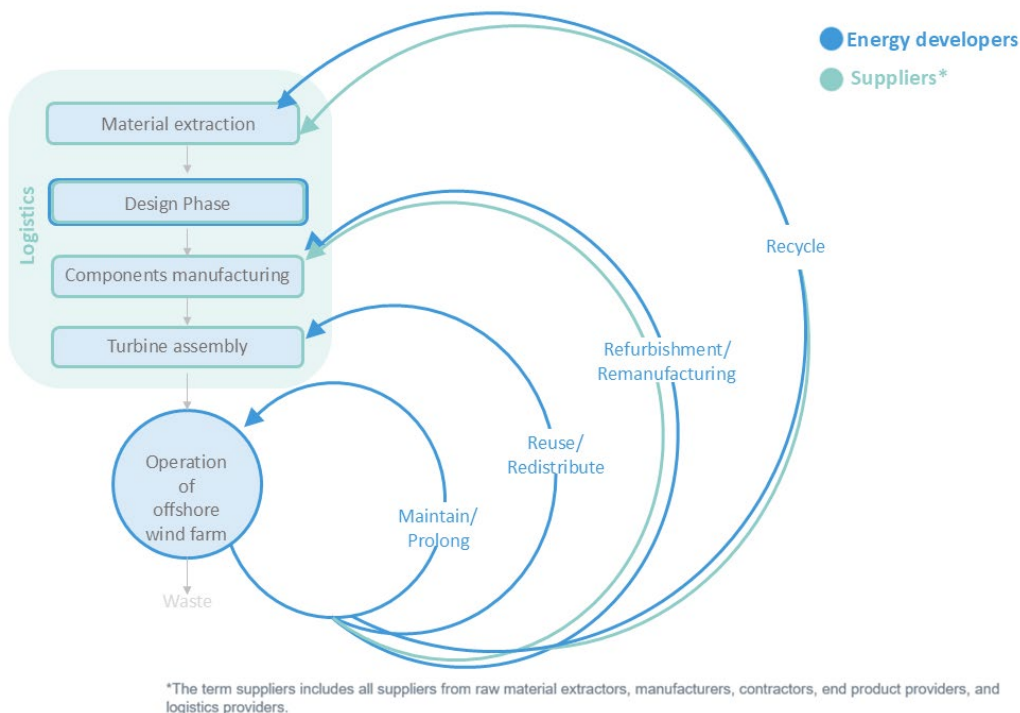 Energy developers
Suppliers*
Logistics
Material extraction
Design Phase
Components manufacturing
Turbine assembly
Operation
of
offshore
wind farm
Waste
Maintain/
Prolong
Reuse/
Redistribute
Refurbishment/
Remanufacturing
Recycle
*The term suppliers includes all suppliers from raw material extractors, manufacturers, contractors, end product providers, and
logistics providers.